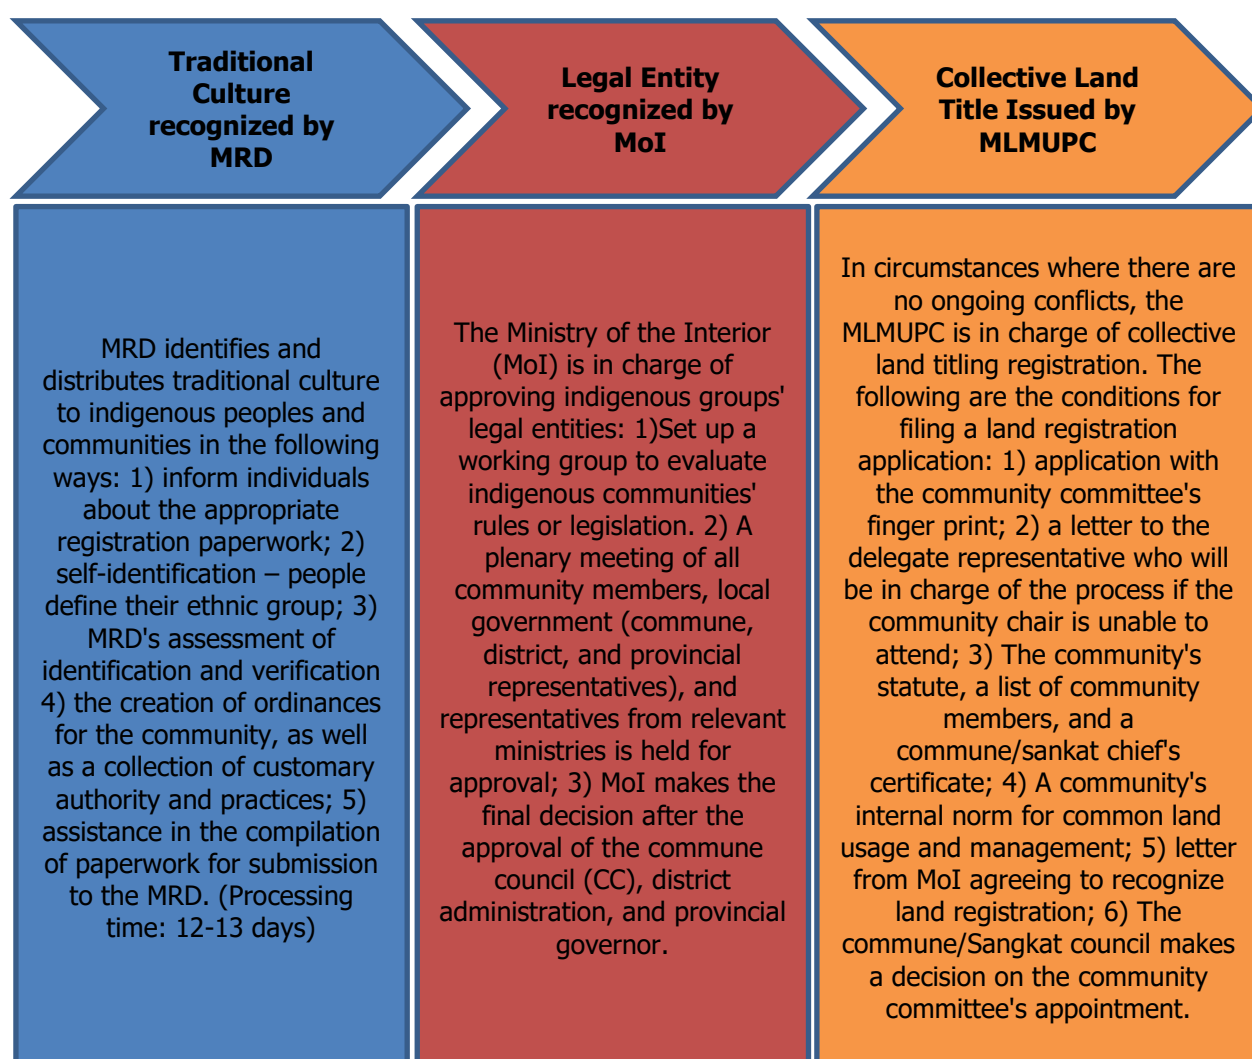 Traditional
Culture
recognized by
MRD
Legal Entity
recognized by
MoI
Collective Land
Title Issued by
MLMUPC
MRD identifies and
distributes traditional culture
to indigenous peoples and
communities in the following
ways: 1) inform individuals
about the appropriate
registration paperwork; 2)
self-identification – people
define their ethnic group; 3)
MRD's assessment of
identification and verification
4) the creation of ordinances
for the community, as well
as a collection of customary
authority and practices; 5)
assistance in the compilation
of paperwork for submission
to the MRD. (Processing
time: 12-13 days)
The Ministry of the Interior
(MoI) is in charge of
approving indigenous groups'
legal entities: 1)Set up a
working group to evaluate
indigenous communities'
rules or legislation. 2) A
plenary meeting of all
community members, local
government (commune,
district, and provincial
representatives), and
representatives from relevant
ministries is held for
approval; 3) MoI makes the
final decision after the
approval of the commune
council (CC), district
administration, and provincial
governor.
In circumstances where there are
no ongoing conflicts, the
MLMUPC is in charge of collective
land titling registration. The
following are the conditions for
filing a land registration
application: 1) application with
the community committee's
finger print; 2) a letter to the
delegate representative who will
be in charge of the process if the
community chair is unable to
attend; 3) The community's
statute, a list of community
members, and a
commune/sankat chief's
certificate; 4) A community's
internal norm for common land
usage and management; 5) letter
from MoI agreeing to recognize
land registration; 6) The
commune/Sangkat council makes
a decision on the community
committee's appointment.